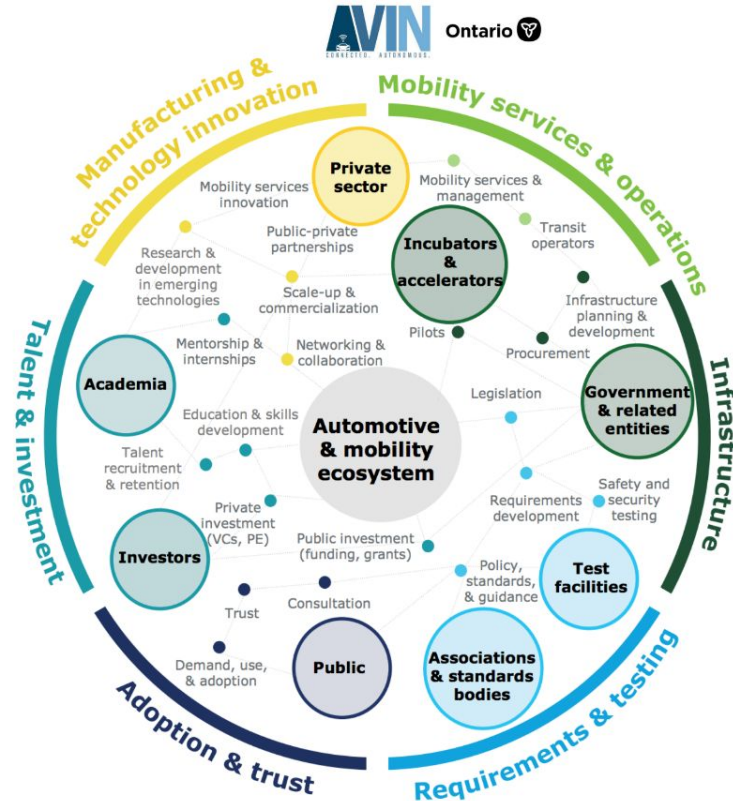 AVIN
CONNECTED. AUTONOMOUS.
Ontario
Manufacturing &
technology innovation
Mobility services & operations
Private
sector
Mobility services
innovation
Mobility services &
management
Public-private
partnerships
Incubators
&
accelerators
Transit
operators
Research &
development
in emerging
technologies
Scale-up &
commercialization
Infrastructure
planning &
development
Pilots
Procurement
Mentorship &
internships
Networking &
collaboration
Talent & investment
Infrastructure
Academia
Legislation
Government
& related
entities
Education & skills
development
Automotive
& mobility
ecosystem
Talent
recruitment
& retention
Requirements
development
Safety and
security
testing
Private
investment
(VCs, PE)
Public investment
(funding, grants)
Investors
Policy,
standards,
& guidance
Test
facilities
Trust
Consultation
Demand, use,
& adoption
Public
Associations
& standards
bodies
Adoption & trust
Requirements & testing